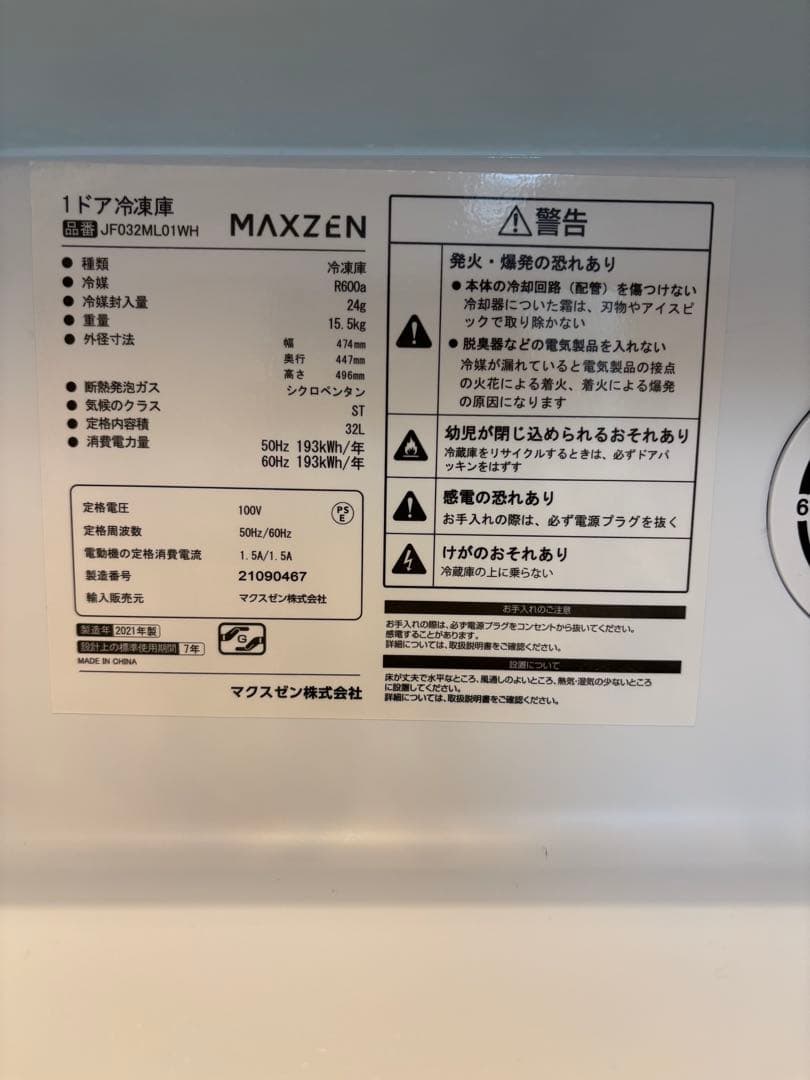 1ドア冷凍庫
品番 JF032ML01WH
MAXZEN
● 種類 冷凍庫
● 冷媒 R600a
● 冷媒封入量 24g
● 重量 15.5kg
● 外径寸法 幅 474mm
奥行 447mm
高さ 496mm
● 断熱発泡ガス シクロペンタン
● 気候のクラス ST
● 定格内容積 32L
● 消費電力量 50Hz 193kWh/年
60Hz 193kWh/年
定格電圧 100V
PS
E
定格周波数 50Hz/60Hz
電動機の定格消費電流 1.5A/1.5A
製造番号 21090467
輸入販売元 マクスゼン株式会社
製造年 2021年製
設計上の標準使用期間 7年
G
MADE IN CHINA
マクスゼン株式会社
警告
発火・爆発の恐れあり
● 本体の冷却回路（配管）を傷つけない
冷却器についた霜は、刃物やアイスピ
ックで取り除かない
● 脱臭器などの電気製品を入れない
冷媒が漏れていると電気製品の接点
の火花による着火、着火による爆発
の原因になります
幼児が閉じ込められるおそれあり
冷蔵庫をリサイクルするときは、必ずドアパ
ッキンをはずす
感電の恐れあり
お手入れの際は、必ず電源プラグを抜く
けがのおそれあり
冷蔵庫の上に乗らない
お手入れのご注意
お手入れの際は、必ず電源プラグをコンセントから抜いてください。
感電することがあります。
詳細については、取扱説明書をご確認ください。
設置について
床が丈夫で水平なところ、風通しのよいところ、熱気・湿気の少ないところ
に設置してください。
詳細については、取扱説明書をご確認ください。
6